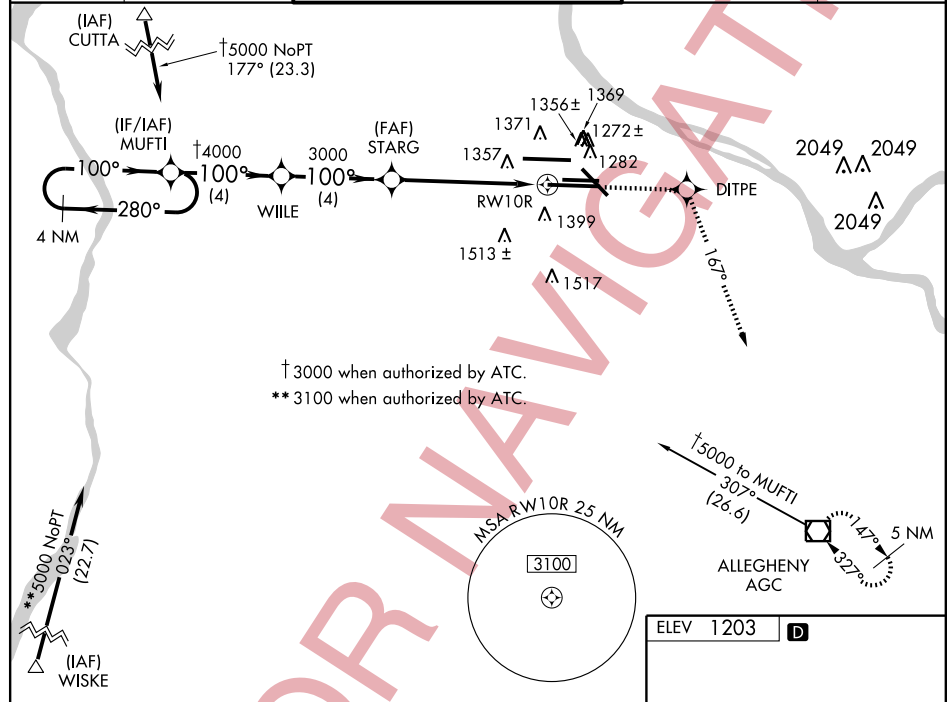 (IAF)
CUTTA
†5000 NoPT
177° (23.3)
(IF/IAF)
MUFTI
100°
280°
4 NM
†4000
100°
(4)
WIILE
3000
100°
(4)
(FAF)
STARG
1371
1357
1356±
1369
1272±
1282
RW10R
1399
1513 ±
1517
DITPE
167°
2049
2049
2049
†3000 when authorized by ATC.
**3100 when authorized by ATC.
**5000 NoPT
023°
(22.7)
(IAF)
WISKE
MSA RW10R 25 NM
3100
†5000 to MUFTI
307°
(26.6)
ALLEGHENY
AGC
147°
327°
5 NM
ELEV 1203
D
OR NAVIGAT